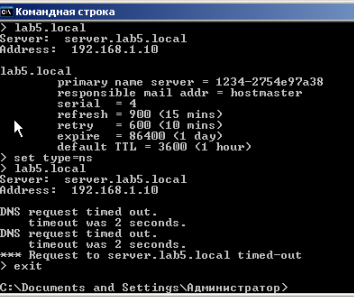 Командная строка
> lab5.local
Server:  server.lab5.local
Address:  192.168.1.10
lab5.local
primary name server = 1234-2754e97a38
responsible mail addr = hostmaster
serial  = 4
refresh = 900 (15 mins)
retry   = 600 (10 mins)
expire  = 86400 (1 day)
default TTL = 3600 (1 hour)
> set type=ns
> lab5.local
Server:  server.lab5.local
Address:  192.168.1.10
DNS request timed out.
timeout was 2 seconds.
DNS request timed out.
timeout was 2 seconds.
*** Request to server.lab5.local timed-out
> exit
C:\Documents and Settings\Администратор>